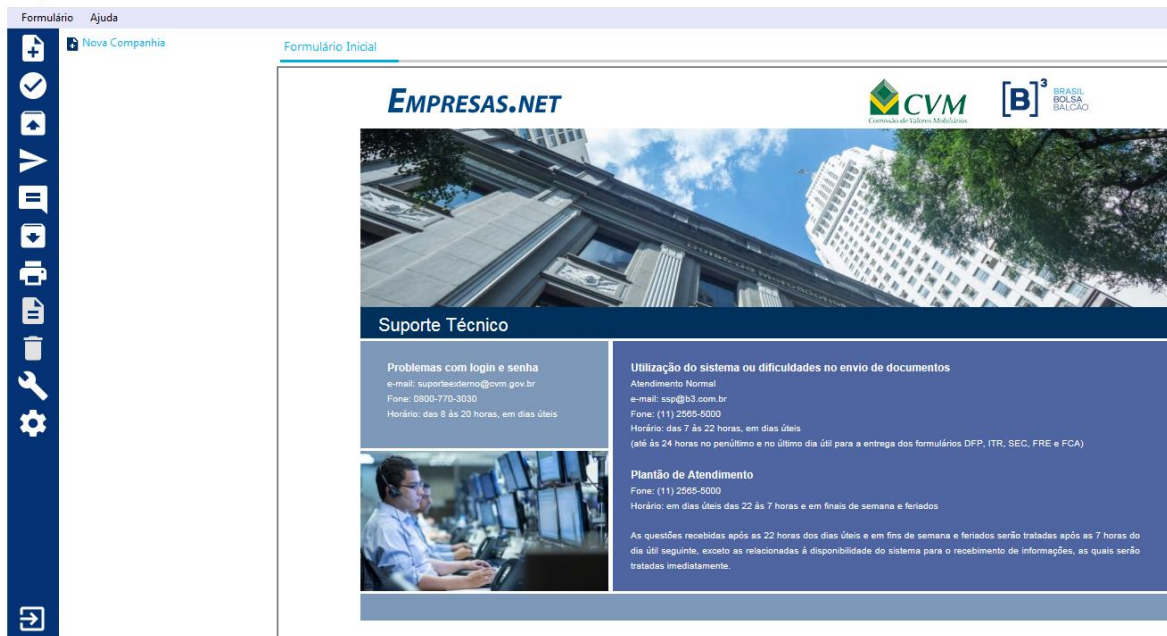 Formulário Ajuda
Nova Companhia
Formulário Inicial
EMPRESAS.NET
CVM
Comissão de Valores Mobiliários
[B]³ BRASIL
BOLSA
BALCÃO
Suporte Técnico
Problemas com login e senha
e-mail: suporteexterno@cvm.gov.br
Fone: 0800-770-3030
Horário: das 8 às 20 horas, em dias úteis
Utilização do sistema ou dificuldades no envio de documentos
Atendimento Normal
e-mail: ssp@b3.com.br
Fone: (11) 2565-5000
Horário: das 7 às 22 horas, em dias úteis
(até às 24 horas no penúltimo e no último dia útil para a entrega dos formulários DFP, ITR, SEC, FRE e FCA)
Plantão de Atendimento
Fone: (11) 2565-5000
Horário: em dias úteis das 22 às 7 horas e em finais de semana e feriados
As questões recebidas após as 22 horas dos dias úteis e em fins de semana e feriados serão tratadas após as 7 horas do
dia útil seguinte, exceto as relacionadas à disponibilidade do sistema para o recebimento de informações, as quais serão
tratadas imediatamente.